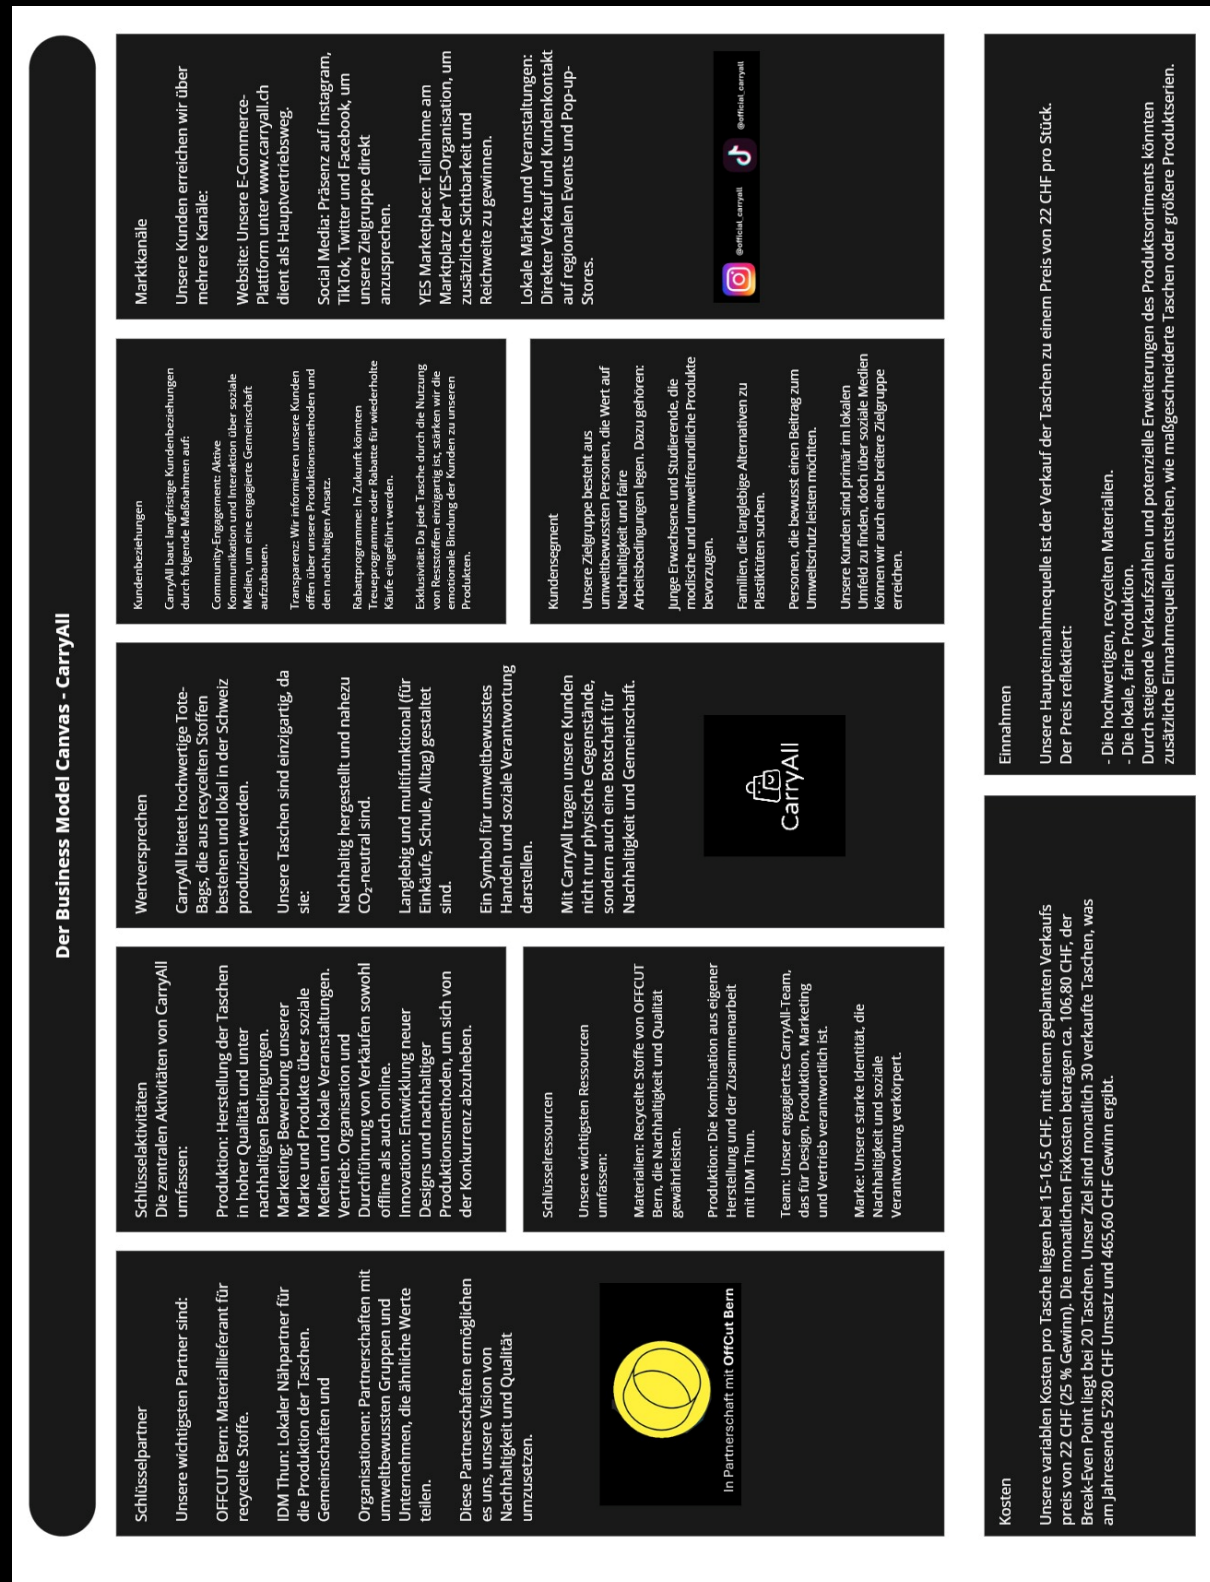 Der Business Model Canvas - CarryAll
Schlüsselpartner
Unsere wichtigsten Partner sind:
OFFCUT Bern: Materiallieferant für
recycelte Stoffe.
IDM Thun: Lokaler Nähpartner für
die Produktion der Taschen.
Gemeinschaften und
Organisationen: Partnerschaften mit
umweltbewussten Gruppen und
Unternehmen, die ähnliche Werte
teilen.
Diese Partnerschaften ermöglichen
es uns, unsere Vision von
Nachhaltigkeit und Qualität
umzusetzen.
In Partnerschaft mit OffCut Bern
Schlüsselaktivitäten
Die zentralen Aktivitäten von CarryAll
umfassen:
Produktion: Herstellung der Taschen
in hoher Qualität und unter
nachhaltigen Bedingungen.
Marketing: Bewerbung unserer
Marke und Produkte über soziale
Medien und lokale Veranstaltungen.
Vertrieb: Organisation und
Durchführung von Verkäufen sowohl
offline als auch online.
Innovation: Entwicklung neuer
Designs und nachhaltiger
Produktionsmethoden, um sich von
der Konkurrenz abzuheben.
Schlüsselressourcen
Unsere wichtigsten Ressourcen
umfassen:
Materialien: Recycelte Stoffe von OFFCUT
Bern, die Nachhaltigkeit und Qualität
gewährleisten.
Produktion: Die Kombination aus eigener
Herstellung und der Zusammenarbeit
mit IDM Thun.
Team: Unser engagiertes CarryAll-Team,
das für Design, Produktion, Marketing
und Vertrieb verantwortlich ist.
Marke: Unsere starke Identität, die
Nachhaltigkeit und soziale
Verantwortung verkörpert.
Wertversprechen
CarryAll bietet hochwertige Tote-
Bags, die aus recycelten Stoffen
bestehen und lokal in der Schweiz
produziert werden.
Unsere Taschen sind einzigartig, da
sie:
Nachhaltig hergestellt und nahezu
CO₂-neutral sind.
Langlebig und multifunktional (für
Einkäufe, Schule, Alltag) gestaltet
sind.
Ein Symbol für umweltbewusstes
Handeln und soziale Verantwortung
darstellen.
Mit CarryAll tragen unsere Kunden
nicht nur physische Gegenstände,
sondern auch eine Botschaft für
Nachhaltigkeit und Gemeinschaft.
CarryAll
Kundenbeziehungen
CarryAll baut langfristige Kundenbeziehungen
durch folgende Maßnahmen auf:
Community-Engagement: Aktive
Kommunikation und Interaktion über soziale
Medien, um eine engagierte Gemeinschaft
aufzubauen.
Transparenz: Wir informieren unsere Kunden
offen über unsere Produktionsmethoden und
den nachhaltigen Ansatz.
Rabattprogramme: In Zukunft könnten
Treueprogramme oder Rabatte für wiederholte
Käufe eingeführt werden.
Exklusivität: Da jede Tasche durch die Nutzung
von Reststoffen einzigartig ist, stärken wir die
emotionale Bindung der Kunden zu unseren
Produkten.
Kundensegment
Unsere Zielgruppe besteht aus
umweltbewussten Personen, die Wert auf
Nachhaltigkeit und faire
Arbeitsbedingungen legen. Dazu gehören:
Junge Erwachsene und Studierende, die
modische und umweltfreundliche Produkte
bevorzugen.
Familien, die langlebige Alternativen zu
Plastiktüten suchen.
Personen, die bewusst einen Beitrag zum
Umweltschutz leisten möchten.
Unsere Kunden sind primär im lokalen
Umfeld zu finden, doch über soziale Medien
können wir auch eine breitere Zielgruppe
erreichen.
Marktkanäle
Unsere Kunden erreichen wir über
mehrere Kanäle:
Website: Unsere E-Commerce-
Plattform unter www.carryall.ch
dient als Hauptvertriebsweg.
Social Media: Präsenz auf Instagram,
TikTok, Twitter und Facebook, um
unsere Zielgruppe direkt
anzusprechen.
YES Marketplace: Teilnahme am
Marktplatz der YES-Organisation, um
zusätzliche Sichtbarkeit und
Reichweite zu gewinnen.
Lokale Märkte und Veranstaltungen:
Direkter Verkauf und Kundenkontakt
auf regionalen Events und Pop-up-
Stores.
@official_carryall @official_carryall
Kosten
Unsere variablen Kosten pro Tasche liegen bei 15-16,5 CHF, mit einem geplanten Verkaufs
preis von 22 CHF (25 % Gewinn). Die monatlichen Fixkosten betragen ca. 106,80 CHF, der
Break-Even Point liegt bei 20 Taschen. Unser Ziel sind monatlich 30 verkaufte Taschen, was
am Jahresende 5'280 CHF Umsatz und 465,60 CHF Gewinn ergibt.
Einnahmen
Unsere Haupteinnahmequelle ist der Verkauf der Taschen zu einem Preis von 22 CHF pro Stück.
Der Preis reflektiert:
- Die hochwertigen, recycelten Materialien.
- Die lokale, faire Produktion.
Durch steigende Verkaufszahlen und potenzielle Erweiterungen des Produktsortiments könnten
zusätzliche Einnahmequellen entstehen, wie maßgeschneiderte Taschen oder größere Produktserien.